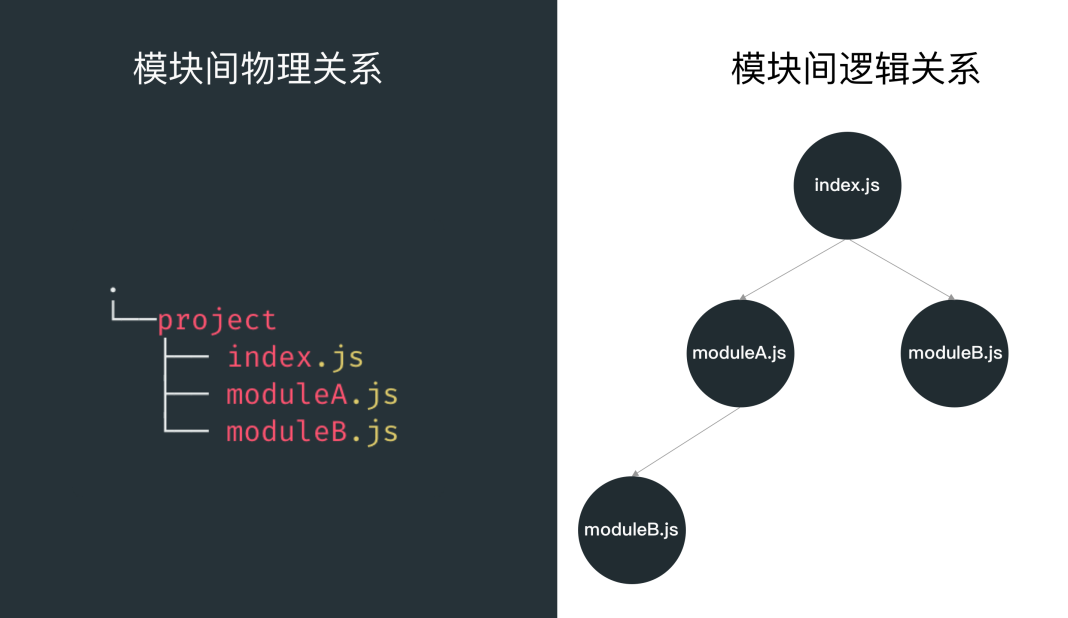 模块间物理关系
.
└──project
├── index.js
├── moduleA.js
└── moduleB.js
模块间逻辑关系
index.js
moduleA.js
moduleB.js
moduleB.js